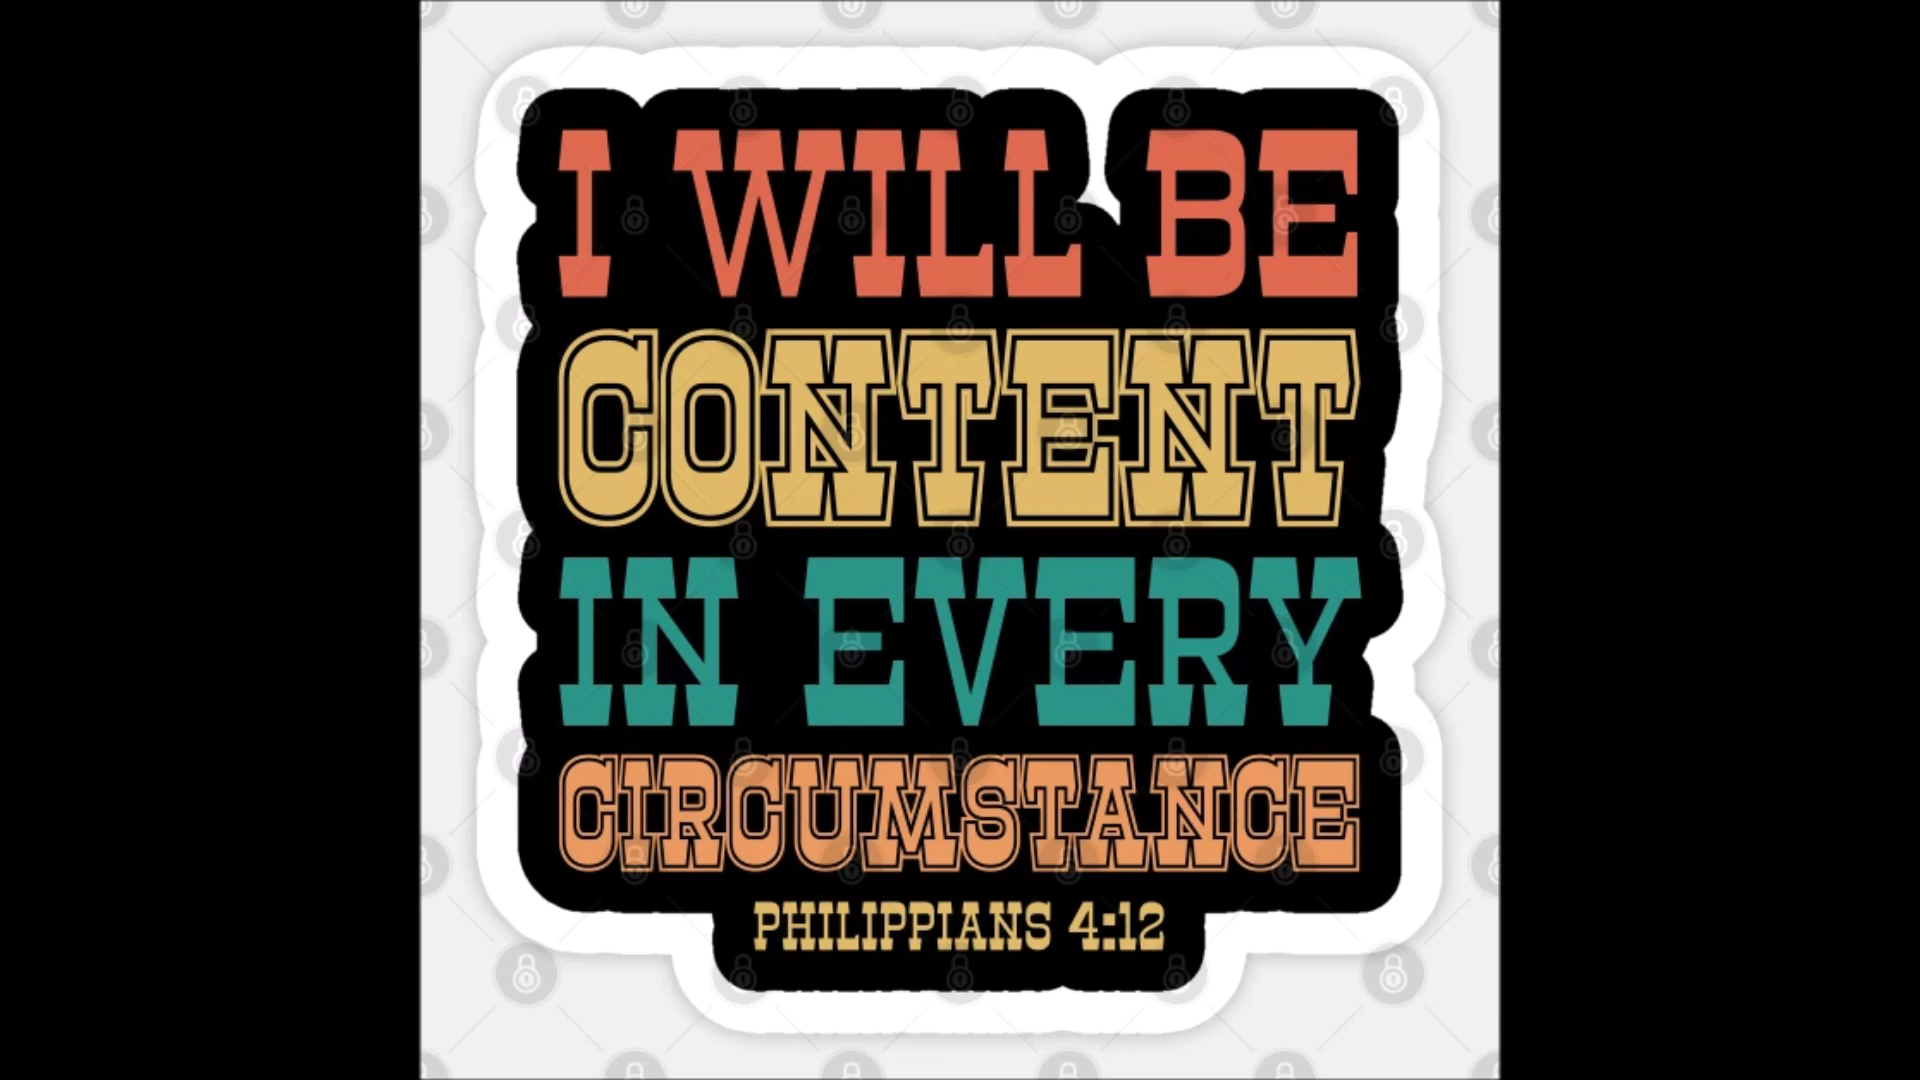 I WILL BE
CONTENT
IN EVERY
CIRCUMSTANCE
PHILIPPIANS 4:12